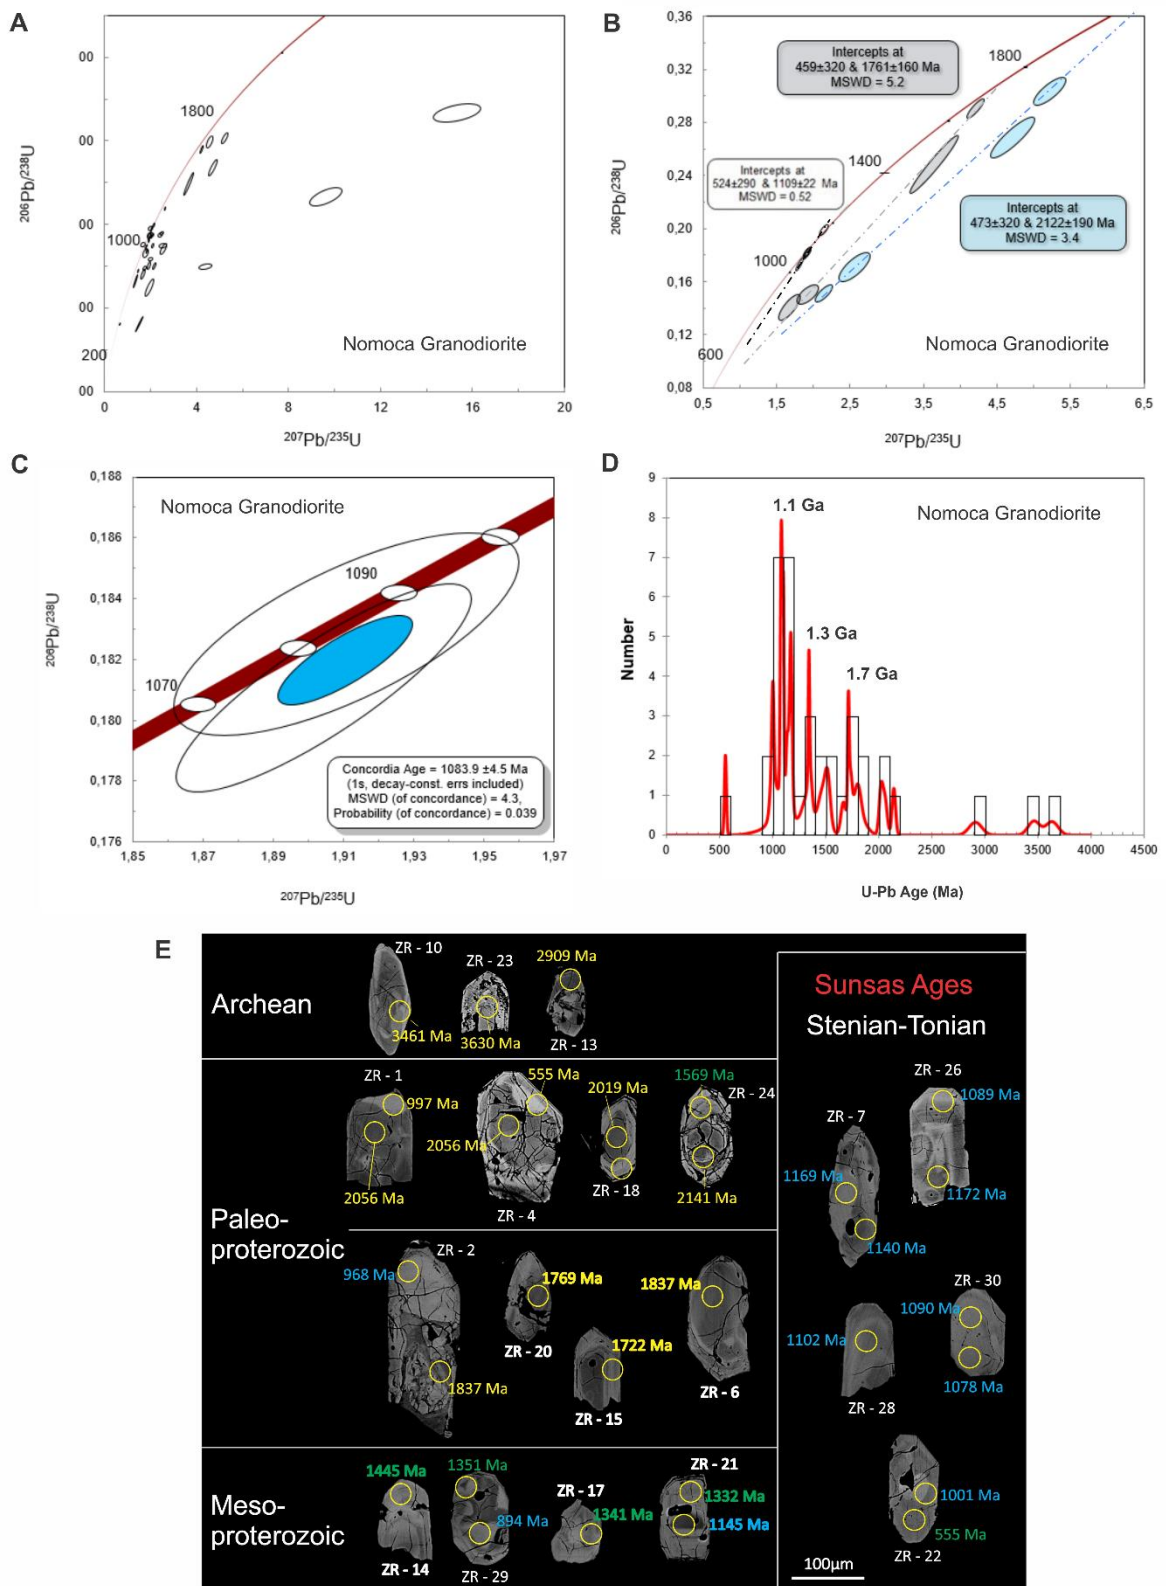 A
00
00
00
00
00
1800
1000
200
206Pb/238U
Nomoca Granodiorite
0
4
8
12
16
20
207Pb/235U
B
0,36
0,32
0,28
0,24
0,20
0,16
0,12
0,08
206Pb/238U
Intercepts at
459±320 & 1761±160 Ma
MSWD = 5.2
1800
1400
Intercepts at
524±290 & 1109±22 Ma
MSWD = 0.52
1000
Intercepts at
473±320 & 2122±190 Ma
MSWD = 3.4
600
Nomoca Granodiorite
0,5
1,5
2,5
3,5
4,5
5,5
6,5
207Pb/235U
C
0,188
0,186
0,184
0,182
0,180
0,178
0,176
206Pb/238U
Nomoca Granodiorite
1090
1070
Concordia Age = 1083.9 ±4.5 Ma
(1s, decay-const. errs included)
MSWD (of concordance) = 4.3,
Probability (of concordance) = 0.039
1,85
1,87
1,89
1,91
1,93
1,95
1,97
207Pb/235U
D
9
8
7
6
5
4
3
2
1
0
Number
1.1 Ga
1.3 Ga
1.7 Ga
Nomoca Granodiorite
0
500
1000
1500
2000
2500
3000
3500
4000
4500
U-Pb Age (Ma)
E
Archean
ZR - 10
3461 Ma
ZR - 23
3630 Ma
2909 Ma
ZR - 13
Paleo-
proterozoic
ZR - 1
997 Ma
2056 Ma
555 Ma
2056 Ma
ZR - 4
2019 Ma
ZR - 18
1569 Ma
ZR - 24
2141 Ma
ZR - 2
968 Ma
1837 Ma
1769 Ma
ZR - 20
1722 Ma
ZR - 15
1837 Ma
ZR - 6
Meso-
proterozoic
1445 Ma
ZR - 14
1351 Ma
894 Ma
ZR - 29
ZR - 17
1341 Ma
ZR - 21
1332 Ma
1145 Ma
Sunsas Ages
Stenian-Tonian
ZR - 7
1169 Ma
1140 Ma
ZR - 26
1089 Ma
1172 Ma
1102 Ma
ZR - 28
ZR - 30
1090 Ma
1078 Ma
1001 Ma
555 Ma
ZR - 22
100µm